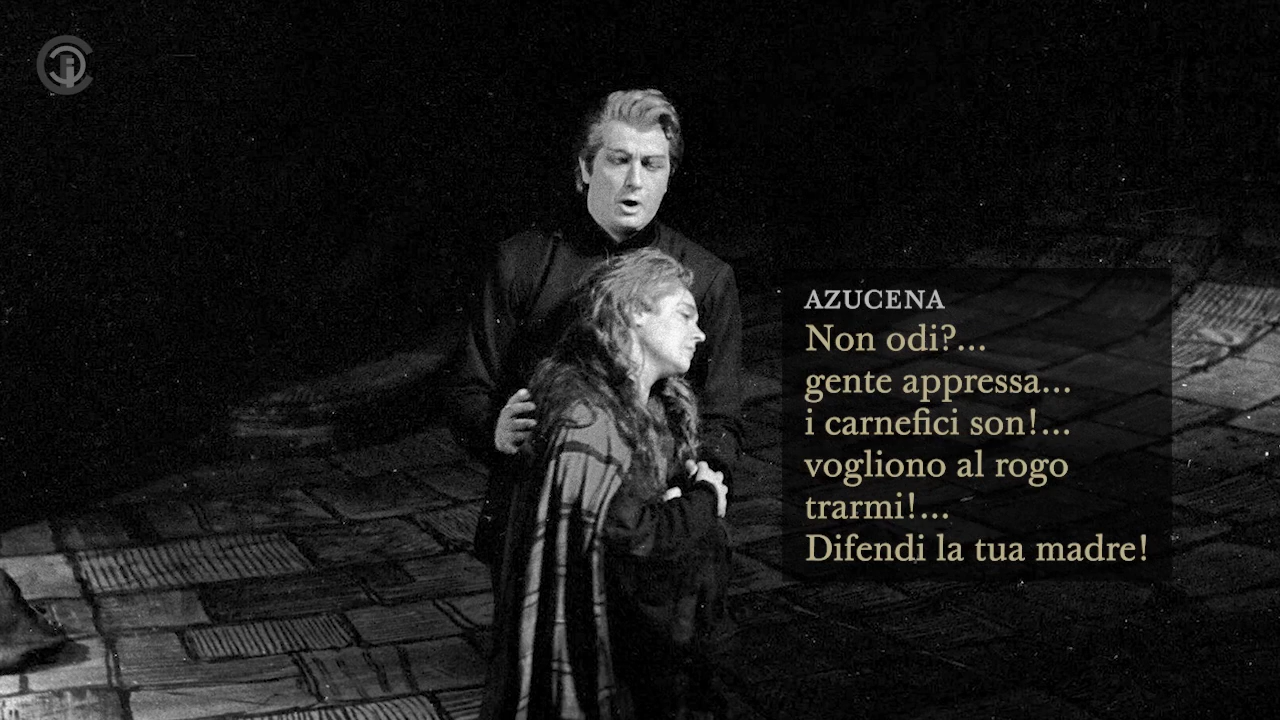 AZUCENA
Non odi?...
gente appressa...
i carnefici son!...
vogliono al rogo
trarmi!...
Difendi la tua madre!